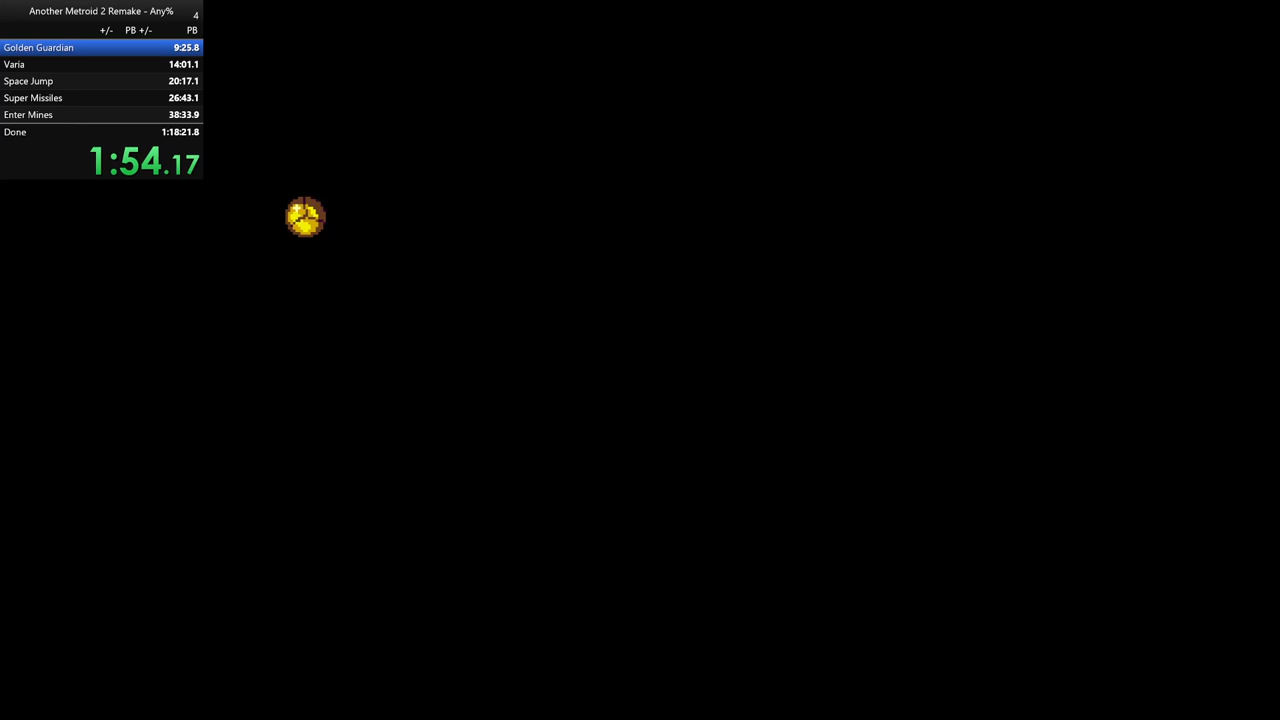 Another Metroid 2 Remake - Any%
4
+/- PB +/- PB
Golden Guardian 9:25.8
Varia 14:01.1
Space Jump 20:17.1
Super Missiles 26:43.1
Enter Mines 38:33.9
Done 1:18:21.8
1:54.17